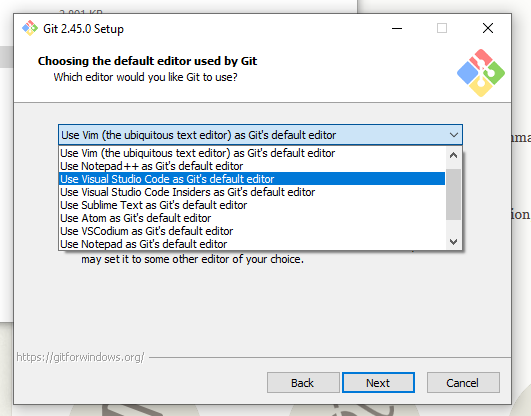 2,991 KB
Git 2.45.0 Setup
Choosing the default editor used by Git
Which editor would you like Git to use?
Use Vim (the ubiquitous text editor) as Git's default editor
Use Vim (the ubiquitous text editor) as Git's default editor
Use Notepad++ as Git's default editor
Use Visual Studio Code as Git's default editor
Use Visual Studio Code Insiders as Git's default editor
Use Sublime Text as Git's default editor
Use Atom as Git's default editor
Use VSCodium as Git's default editor
Use Notepad as Git's default editor
may set it to some other editor of your choice.
https://gitforwindows.org/
Back
Next
Cancel